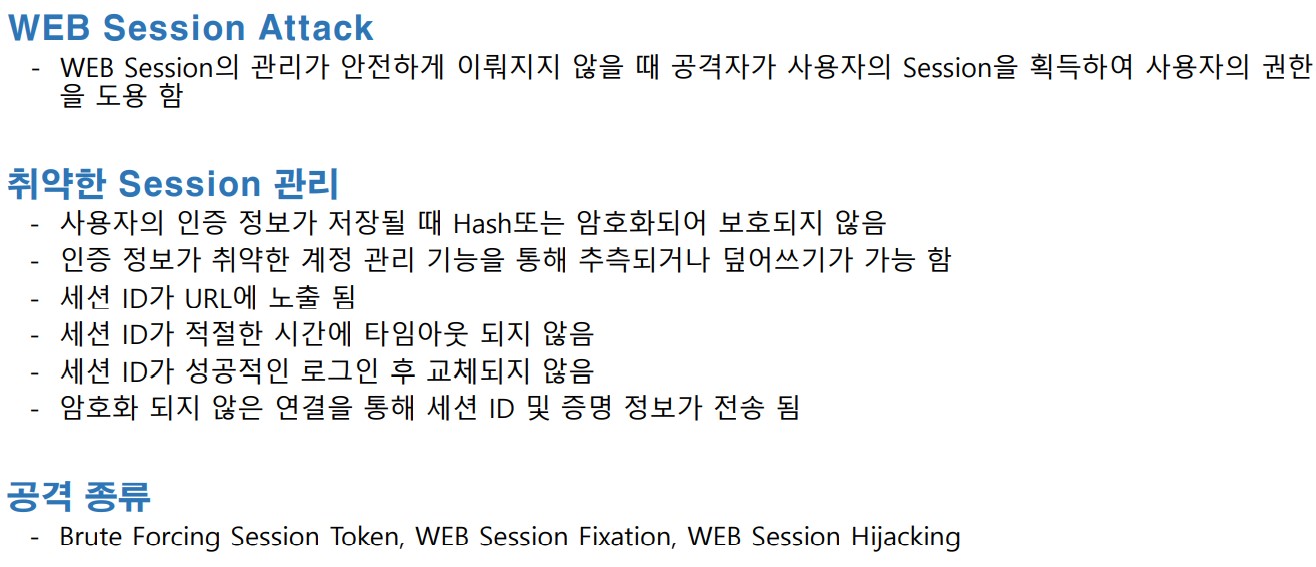 WEB Session Attack
- WEB Session의 관리가 안전하게 이뤄지지 않을 때 공격자가 사용자의 Session을 획득하여 사용자의 권한
을 도용 함
취약한 Session 관리
- 사용자의 인증 정보가 저장될 때 Hash또는 암호화되어 보호되지 않음
- 인증 정보가 취약한 계정 관리 기능을 통해 추측되거나 덮어쓰기가 가능 함
- 세션 ID가 URL에 노출 됨
- 세션 ID가 적절한 시간에 타임아웃 되지 않음
- 세션 ID가 성공적인 로그인 후 교체되지 않음
- 암호화 되지 않은 연결을 통해 세션 ID 및 증명 정보가 전송 됨
공격 종류
- Brute Forcing Session Token, WEB Session Fixation, WEB Session Hijacking